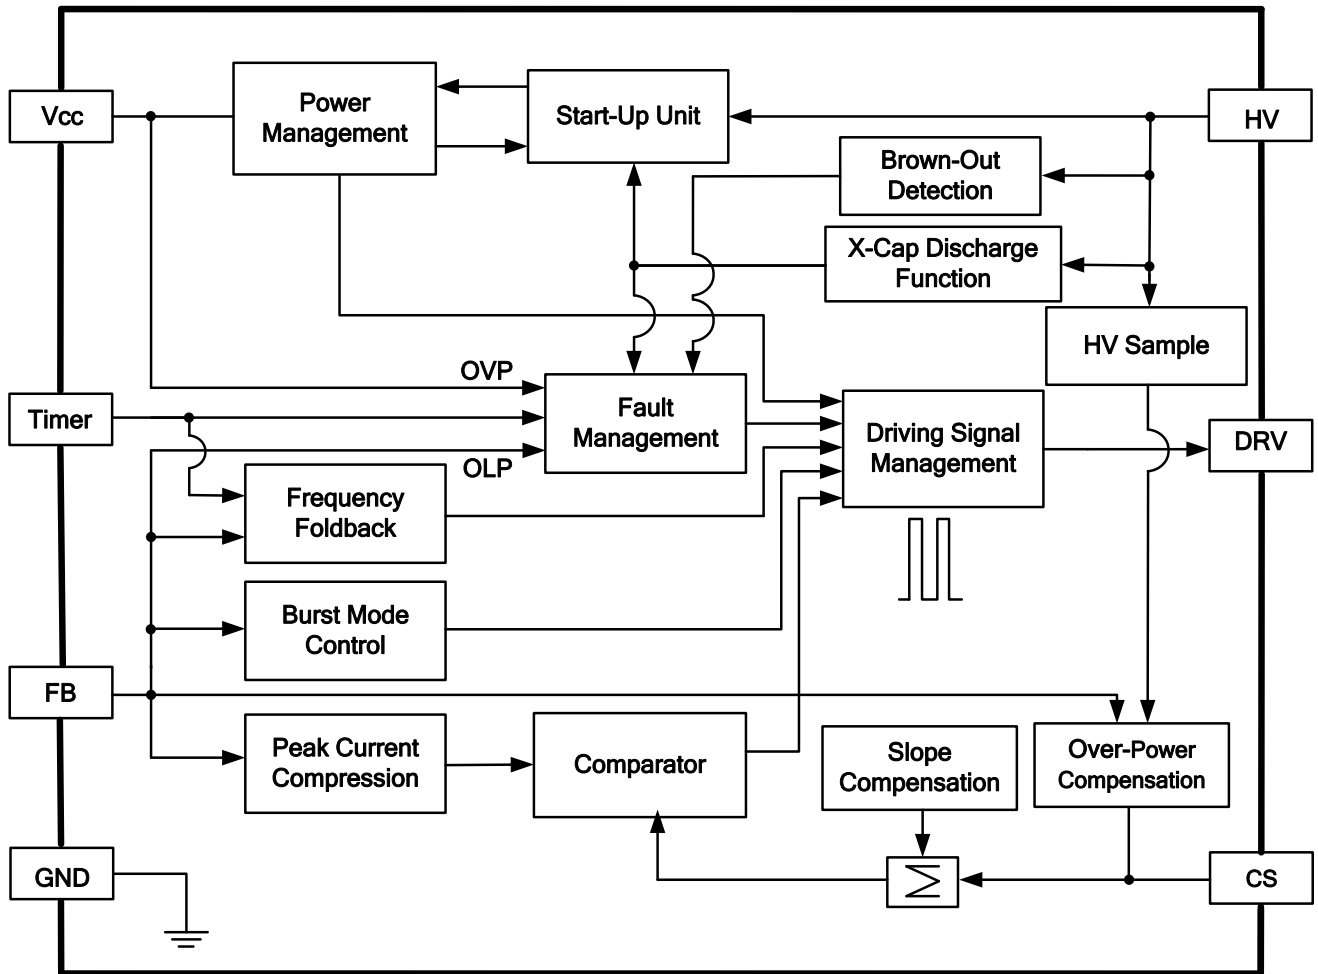 Vcc
Power
Management
Start-Up Unit
HV
Brown-Out
Detection
X-Cap Discharge
Function
HV Sample
OVP
Timer
Fault
Management
Driving Signal
Management
DRV
OLP
Frequency
Foldback
Burst Mode
Control
FB
Peak Current
Compression
Comparator
Slope
Compensation
Over-Power
Compensation
GND
Σ
CS